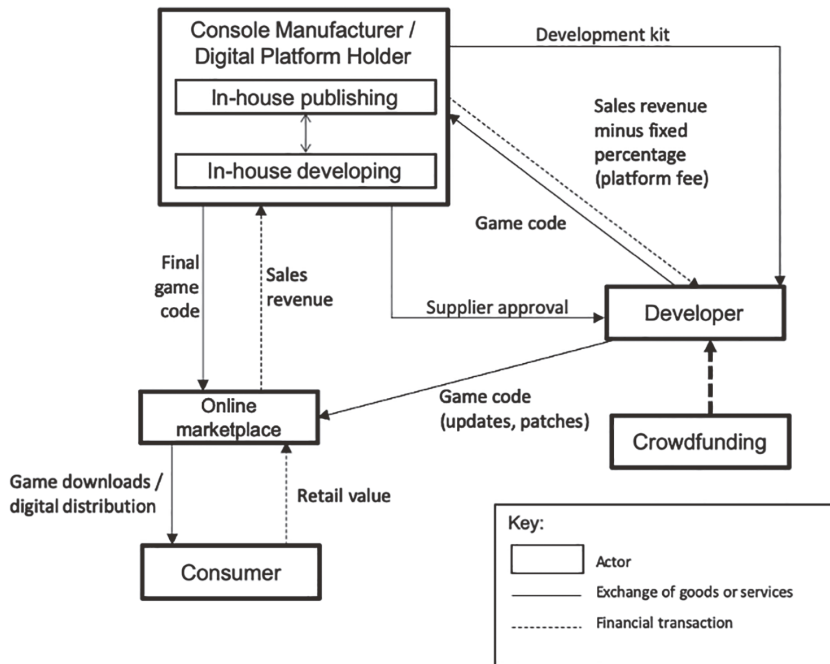 Console Manufacturer /
Digital Platform Holder
In-house publishing
In-house developing
Development kit
Sales revenue
minus fixed
percentage
(platform fee)
Game code
Final
game
code
Sales
revenue
Supplier approval
Developer
Online
marketplace
Game code
(updates, patches)
Crowdfunding
Game downloads /
digital distribution
Retail value
Consumer
Key:
Actor
Exchange of goods or services
Financial transaction